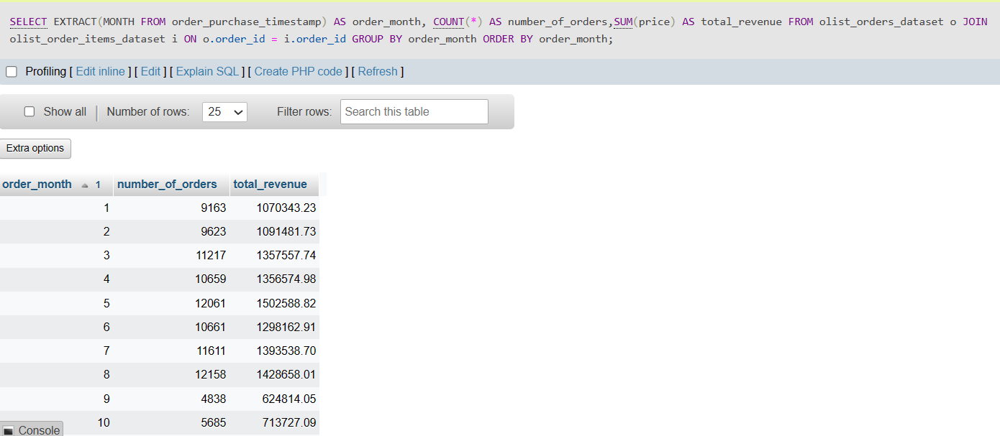 SELECT EXTRACT(MONTH FROM order_purchase_timestamp) AS order_month, COUNT(*) AS number_of_orders,SUM(price) AS total_revenue FROM olist_orders_dataset o JOIN
olist_order_items_dataset i ON o.order_id = i.order_id GROUP BY order_month ORDER BY order_month;
Profiling [ Edit inline ] [ Edit ] [ Explain SQL ] [ Create PHP code ] [ Refresh ]
Show all | Number of rows: 25 Filter rows: Search this table
Extra options
order_month 1 number_of_orders total_revenue
1 9163 1070343.23
2 9623 1091481.73
3 11217 1357557.74
4 10659 1356574.98
5 12061 1502588.82
6 10661 1298162.91
7 11611 1393538.70
8 12158 1428658.01
9 4838 624814.05
10 5685 713727.09
Console